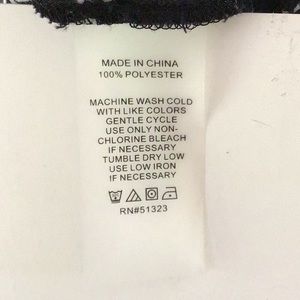 MADE IN CHINA
100% POLYESTER
MACHINE WASH COLD
WITH LIKE COLORS
GENTLE CYCLE
USE ONLY NON-
CHLORINE BLEACH
IF NECESSARY
TUMBLE DRY LOW
USE LOW IRON
IF NECESSARY
RN#51323